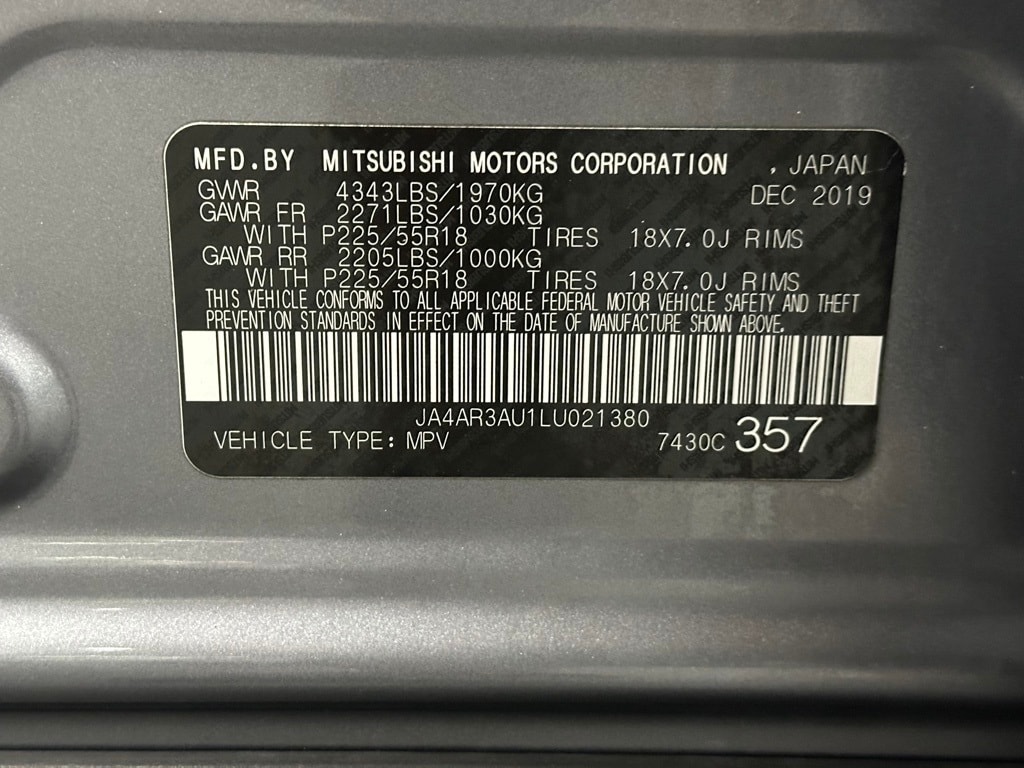 MFD.BY MITSUBISHI MOTORS CORPORATION , JAPAN
GVWR 4343LBS/1970KG DEC 2019
GAWR FR 2271LBS/1030KG
WITH P225/55R18 TIRES 18X7.0J RIMS
GAWR RR 2205LBS/1000KG
WITH P225/55R18 TIRES 18X7.0J RIMS
THIS VEHICLE CONFORMS TO ALL APPLICABLE FEDERAL MOTOR VEHICLE SAFETY AND THEFT
PREVENTION STANDARDS IN EFFECT ON THE DATE OF MANUFACTURE SHOWN ABOVE.
JA4AR3AU1LU021380
VEHICLE TYPE: MPV 7430C 357